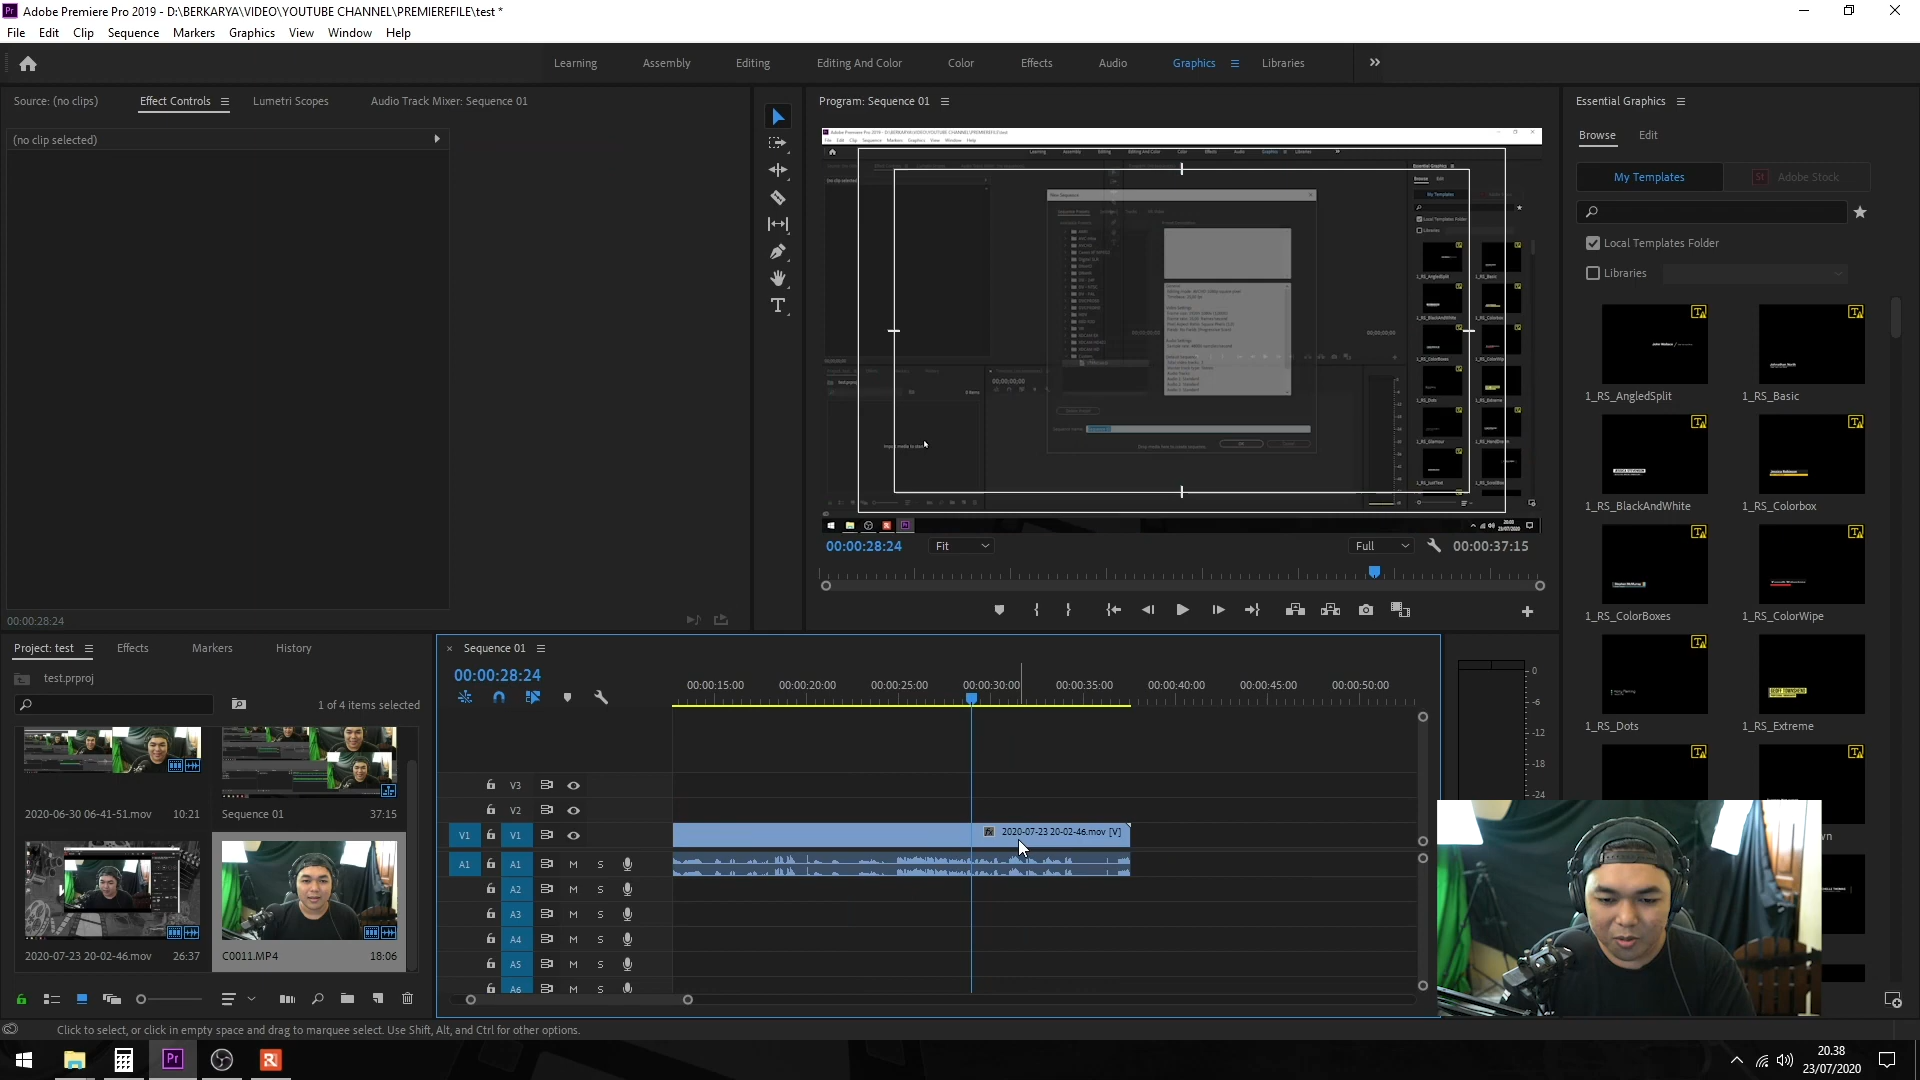 Adobe Premiere Pro 2019 - D:\BERKARYA\VIDEO\YOUTUBE CHANNEL\PREMIEREFILE\test *
File Edit Clip Sequence Markers Graphics View Window Help
Learning Assembly Editing Editing And Color Color Effects Audio Graphics Libraries
Source: (no clips) Effect Controls Lumetri Scopes Audio Track Mixer: Sequence 01
Program: Sequence 01
Essential Graphics
(no clip selected)
Browse Edit
My Templates
St Adobe Stock
Local Templates Folder
Libraries
1_RS_AngledSplit 1_RS_Basic
1_RS_BlackAndWhite 1_RS_Colorbox
1_RS_ColorBoxes 1_RS_ColorWipe
1_RS_Dots 1_RS_Extreme
00:00:28:24 Fit Full 00:00:37:15
00:00:28:24
Project: test Effects Markers History
test.prproj
1 of 4 items selected
2020-06-30 06-41-51.mov 10:21
Sequence 01 37:15
2020-07-23 20-02-46.mov 26:37
C0011.MP4 18:06
Sequence 01
00:00:28:24
00:00:15:00 00:00:20:00 00:00:25:00 00:00:30:00 00:00:35:00 00:00:40:00 00:00:45:00 00:00:50:00
V3
V2
V1 V1
2020-07-23 20-02-46.mov [V]
A1 A1 M S
A2 M S
A3 M S
A4 M S
A5 M S
A6 M S
0
-6
-12
-18
-24
Click to select, or click in empty space and drag to marquee select. Use Shift, Alt, and Ctrl for other options.
Pr
20.38
23/07/2020